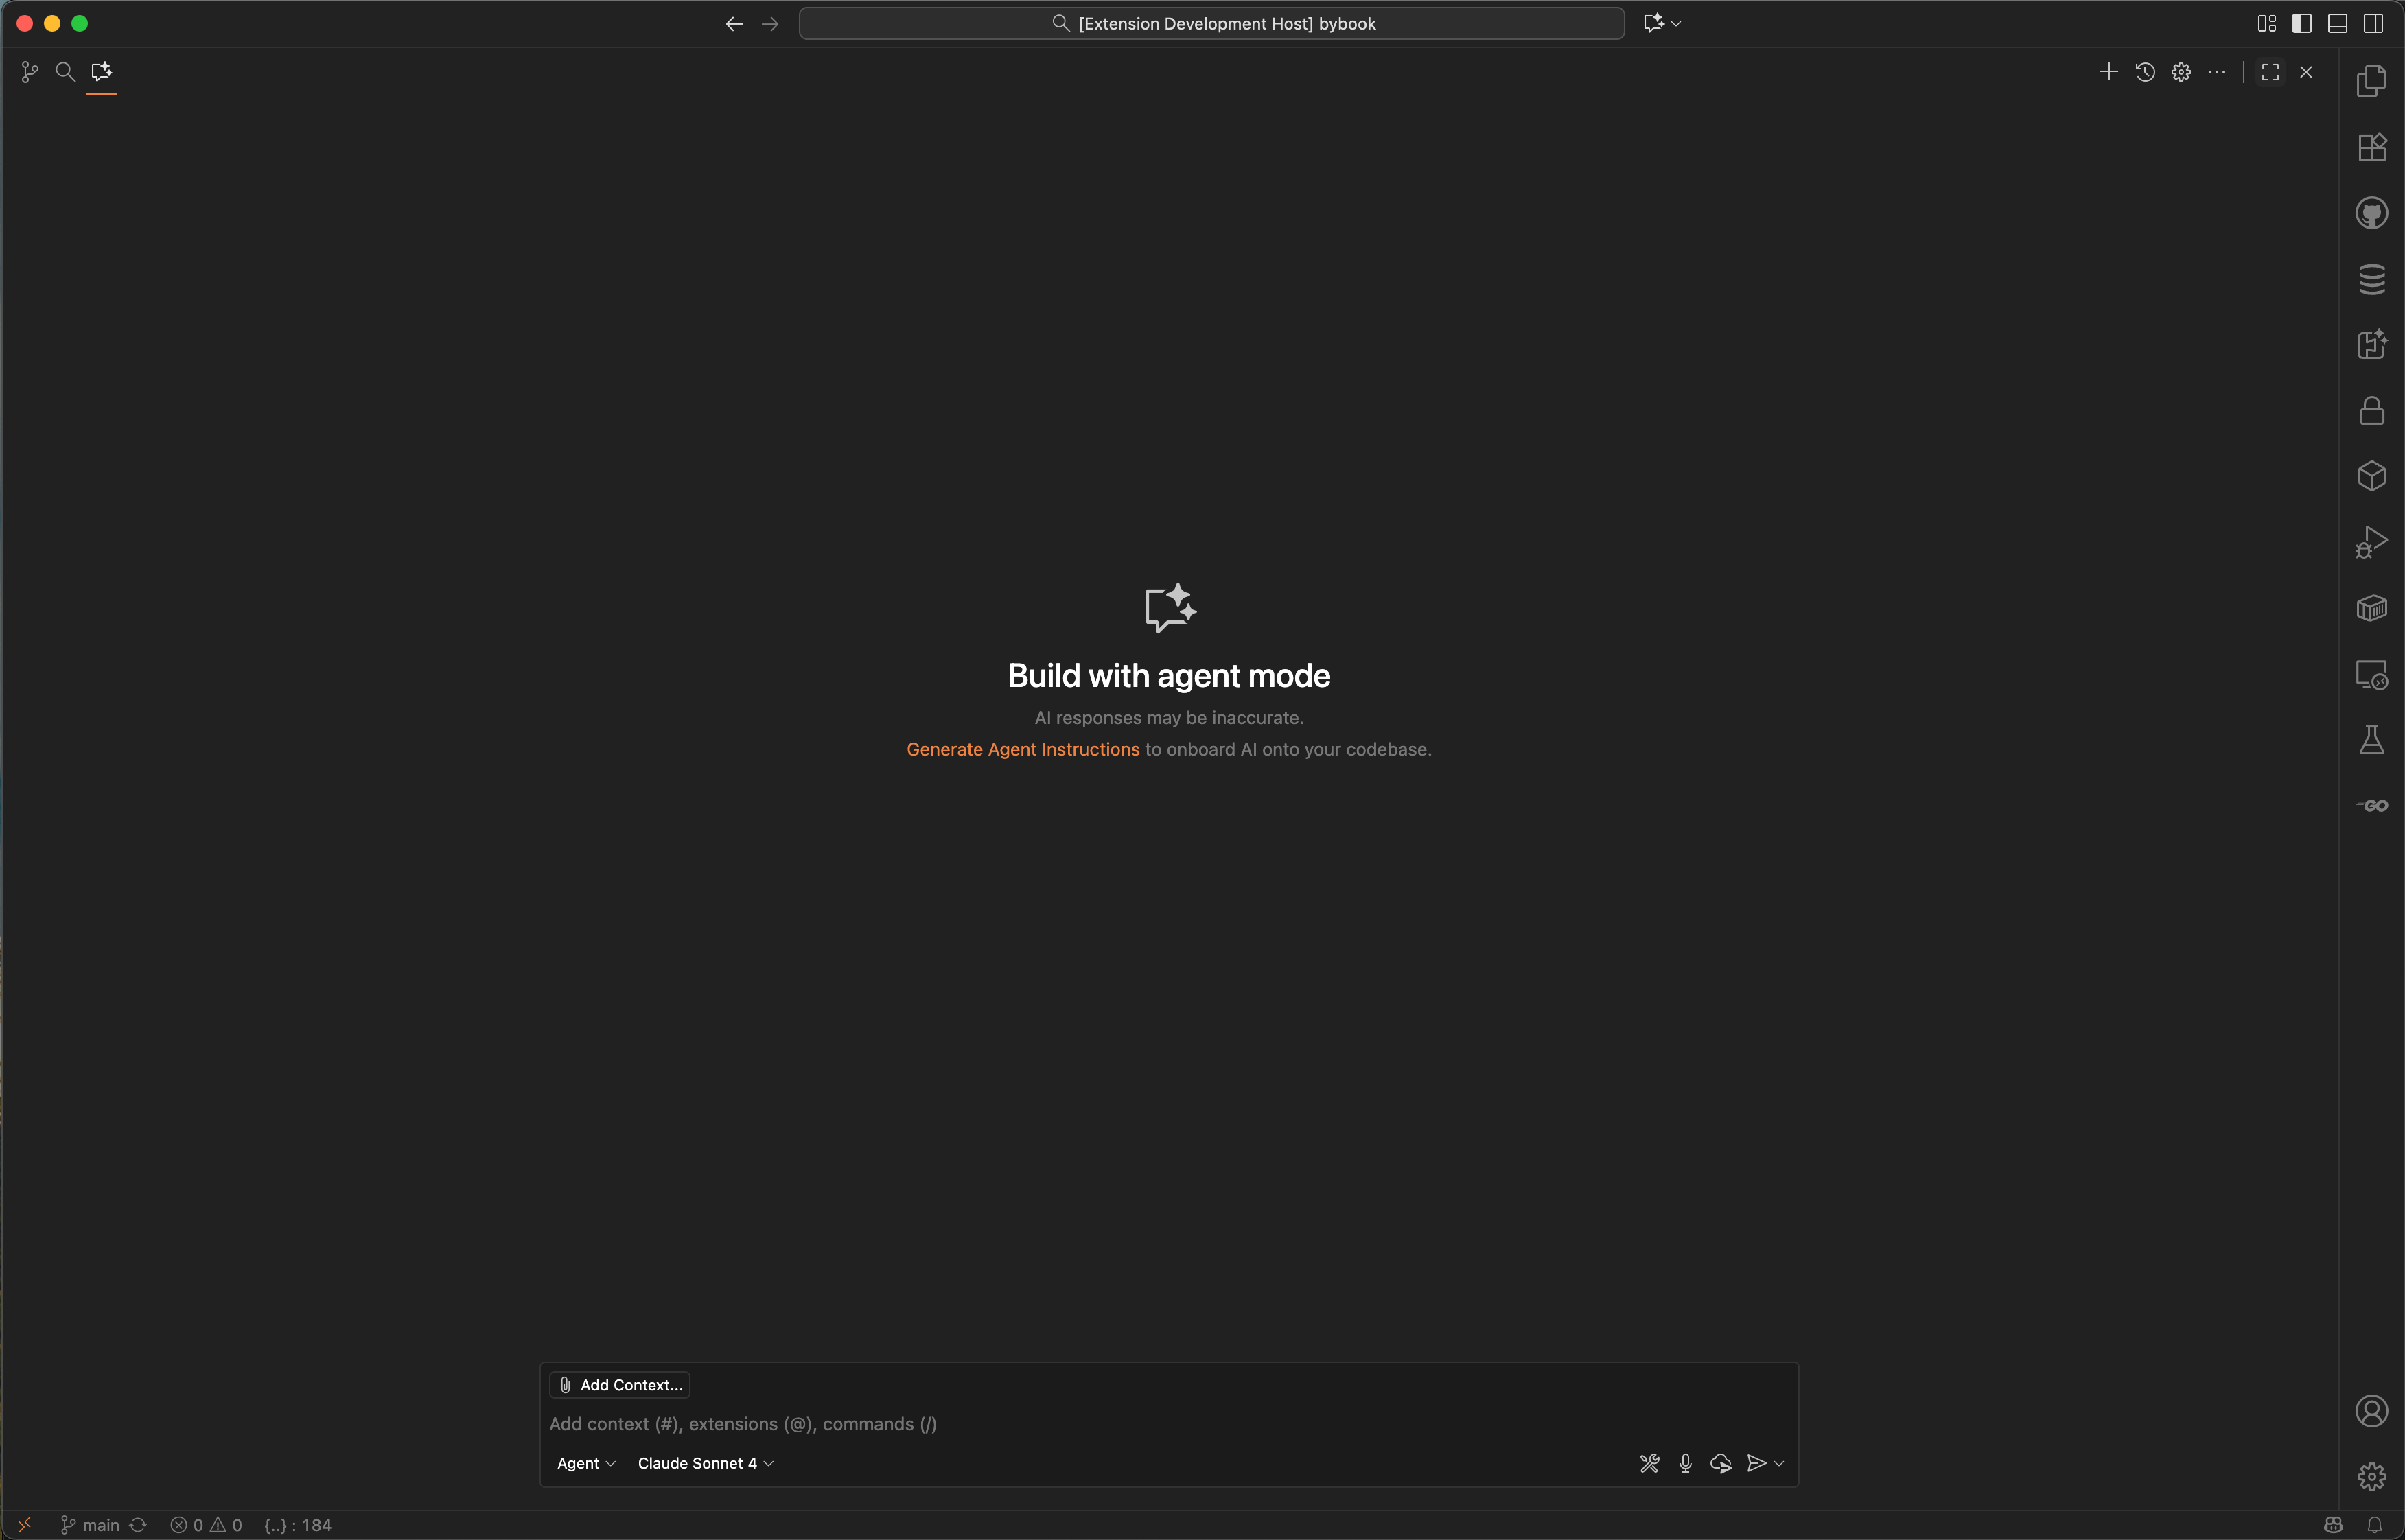 [Extension Development Host] bybook
GO
Build with agent mode
AI responses may be inaccurate.
Generate Agent Instructions to onboard AI onto your codebase.
Add Context...
Add context (#), extensions (@), commands (/)
Agent Claude Sonnet 4
main 0 0 {..} : 184